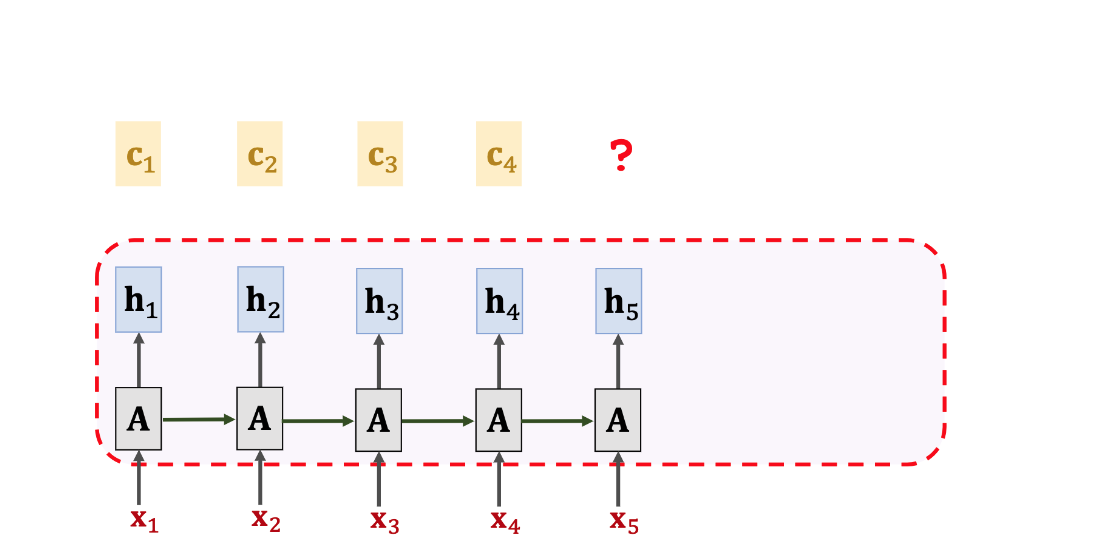 c₁ c₂ c₃ c₄ ?
h₁ h₂ h₃ h₄ h₅
A A A A A
x₁ x₂ x₃ x₄ x₅